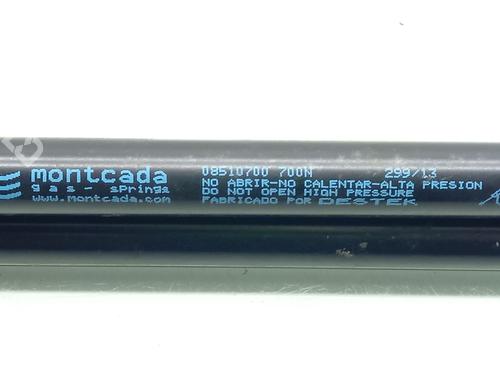 montcada
gas- springs
www.montcada.com
08510700 700N 299/13
NO ABRIR-NO CALENTAR-ALTA PRESION
DO NOT OPEN HIGH PRESSURE
FABRICADO POR DESTEK